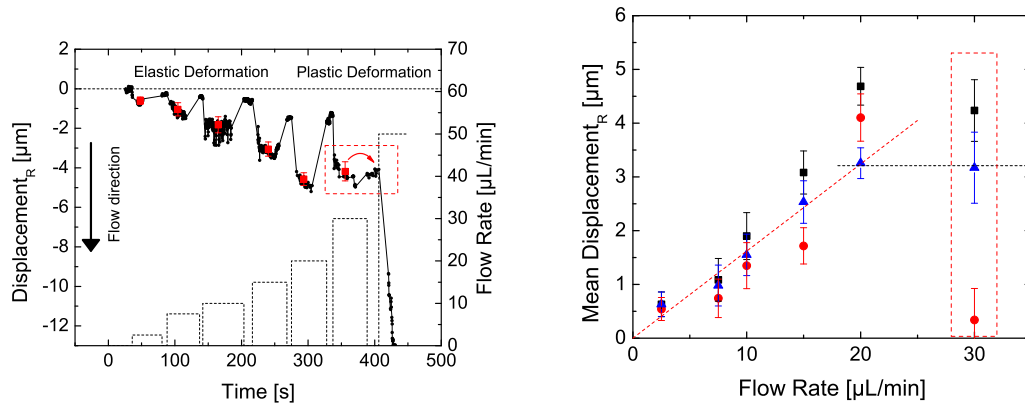 2
0
-2
-4
-6
-8
-10
-12
Displacement_R [µm]
Elastic Deformation
Plastic Deformation
Flow direction
70
60
50
40
30
20
10
0
Flow Rate [µL/min]
0 100 200 300 400 500
Time [s]
6
5
4
3
2
1
0
Mean Displacement_R [µm]
0 10 20 30
Flow Rate [µL/min]